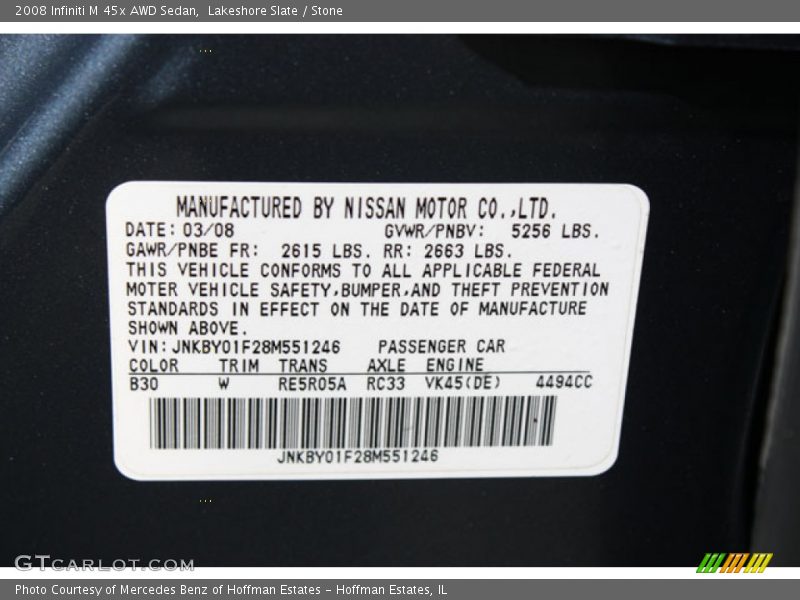 2008 Infiniti M 45x AWD Sedan,  Lakeshore Slate / Stone
MANUFACTURED BY NISSAN MOTOR CO.,LTD.
DATE: 03/08 GVWR/PNBV: 5256 LBS.
GAWR/PNBE FR: 2615 LBS. RR: 2663 LBS.
THIS VEHICLE CONFORMS TO ALL APPLICABLE FEDERAL
MOTER VEHICLE SAFETY,BUMPER,AND THEFT PREVENTION
STANDARDS IN EFFECT ON THE DATE OF MANUFACTURE
SHOWN ABOVE.
VIN: JNKBY01F28M551246 PASSENGER CAR
COLOR TRIM TRANS AXLE ENGINE
B30 W RE5R05A RC33 VK45(DE) 4494CC
JNKBY01F28M551246
GTCARLOT.COM
Photo Courtesy of Mercedes Benz of Hoffman Estates - Hoffman Estates, IL